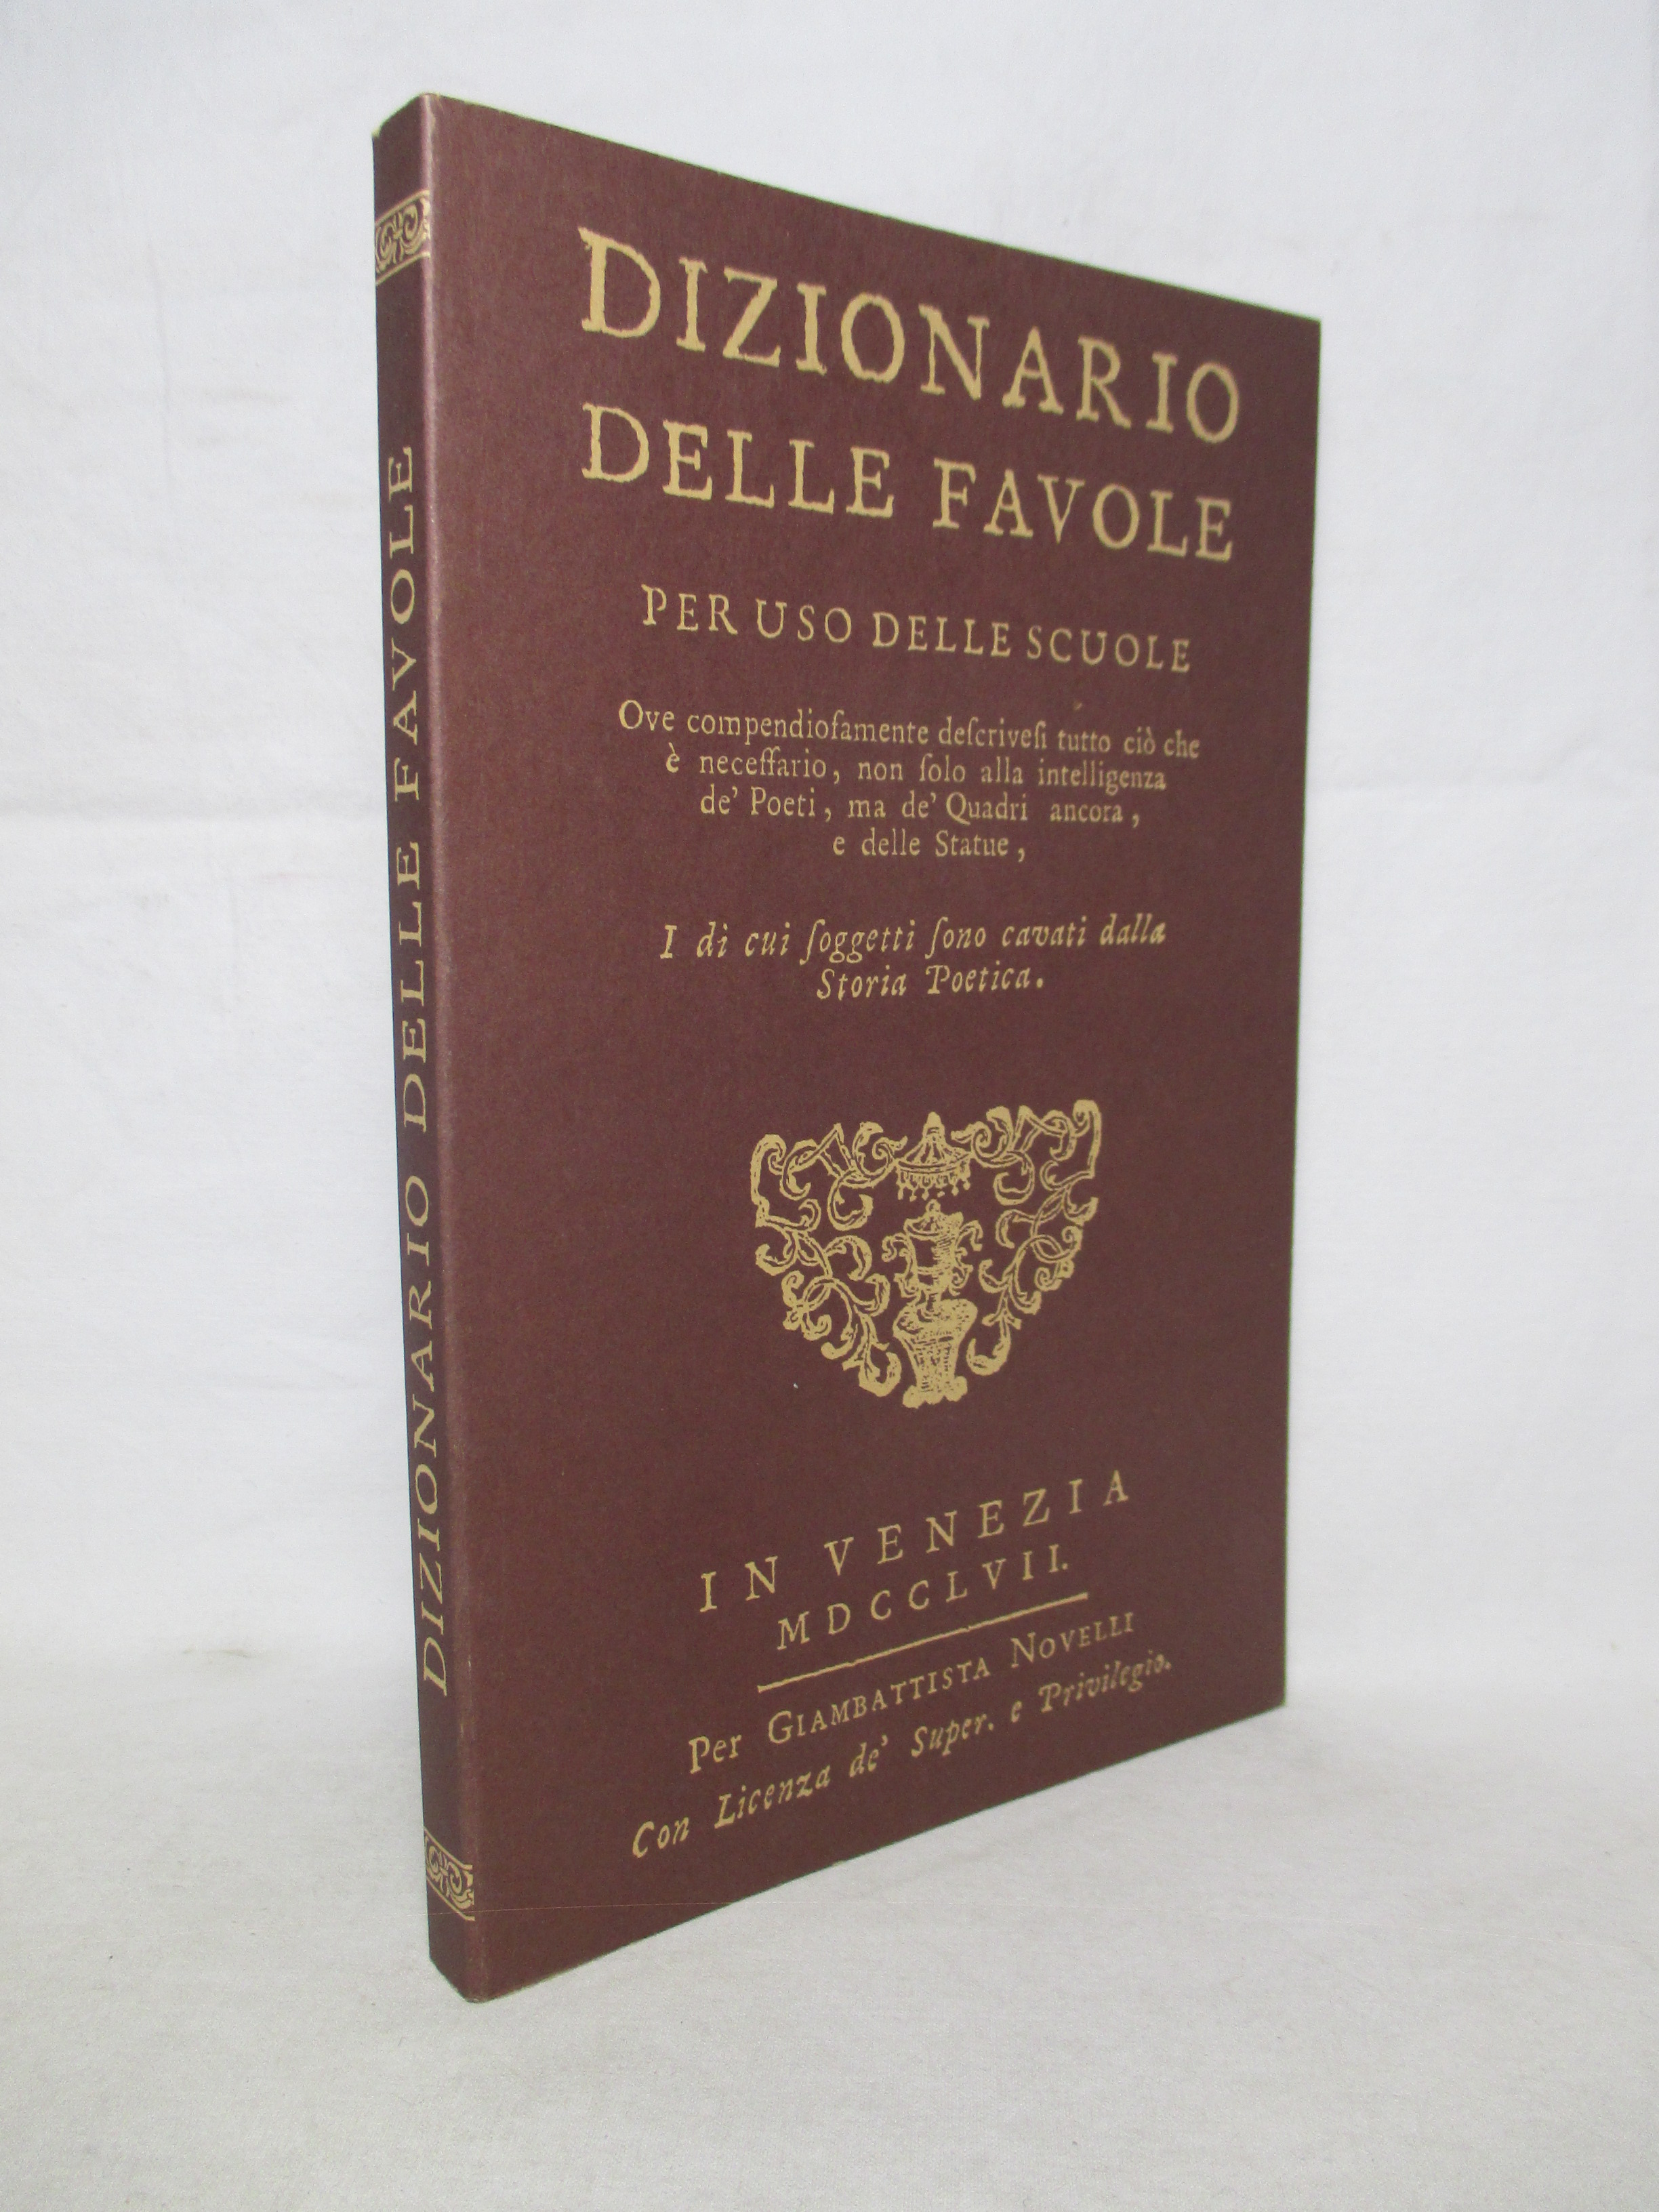 DIZIONARIO DELLE FAVOLE
DIZIONARIO
DELLE FAVOLE
PER USO DELLE SCUOLE
Ove compendioſamente deſcriveſi tutto ciò che
è neceſſario, non ſolo alla intelligenza
de' Poeti, ma de' Quadri ancora,
e delle Statue,
I di cui ſoggetti ſono cavati dalla
Storia Poetica.
IN VENEZIA
MDCCLVII.
Per GIAMBATTISTA NOVELLI
Con Licenza de' Super. e Privilegio.